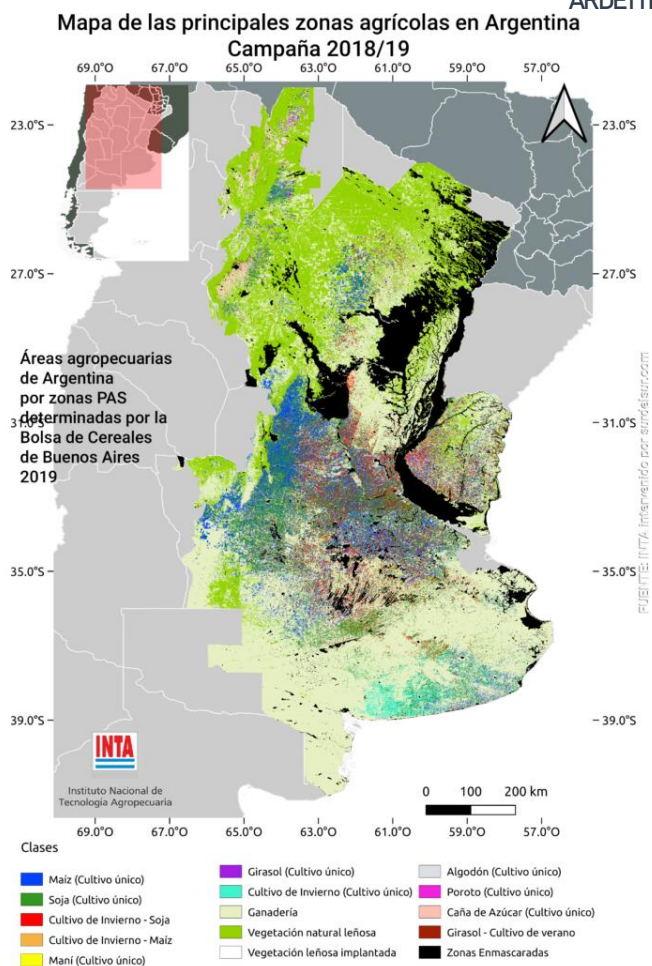 Mapa de las principales zonas agrícolas en Argentina
Campaña 2018/19
69.0°O 67.0°O 65.0°O 63.0°O 61.0°O 59.0°O 57.0°O
23.0°S 23.0°S
27.0°S 27.0°S
Áreas agropecuarias
de Argentina
por zonas PAS
determinadas por la
31.0°S 31.0°S
Bolsa de Cereales
de Buenos Aires
2019
FUENTE: INTA intervenido por surdelsur.com
35.0°S 35.0°S
39.0°S 39.0°S
INTA
Instituto Nacional de
Tecnología Agropecuaria
0 100 200 km
69.0°O 67.0°O 65.0°O 63.0°O 61.0°O 59.0°O 57.0°O
Clases
Maíz (Cultivo único)
Soja (Cultivo único)
Cultivo de Invierno - Soja
Cultivo de Invierno - Maíz
Maní (Cultivo único)
Girasol (Cultivo único)
Cultivo de Invierno (Cultivo único)
Ganadería
Vegetación natural leñosa
Vegetación leñosa implantada
Algodón (Cultivo único)
Poroto (Cultivo único)
Caña de Azúcar (Cultivo único)
Girasol - Cultivo de verano
Zonas Enmascaradas